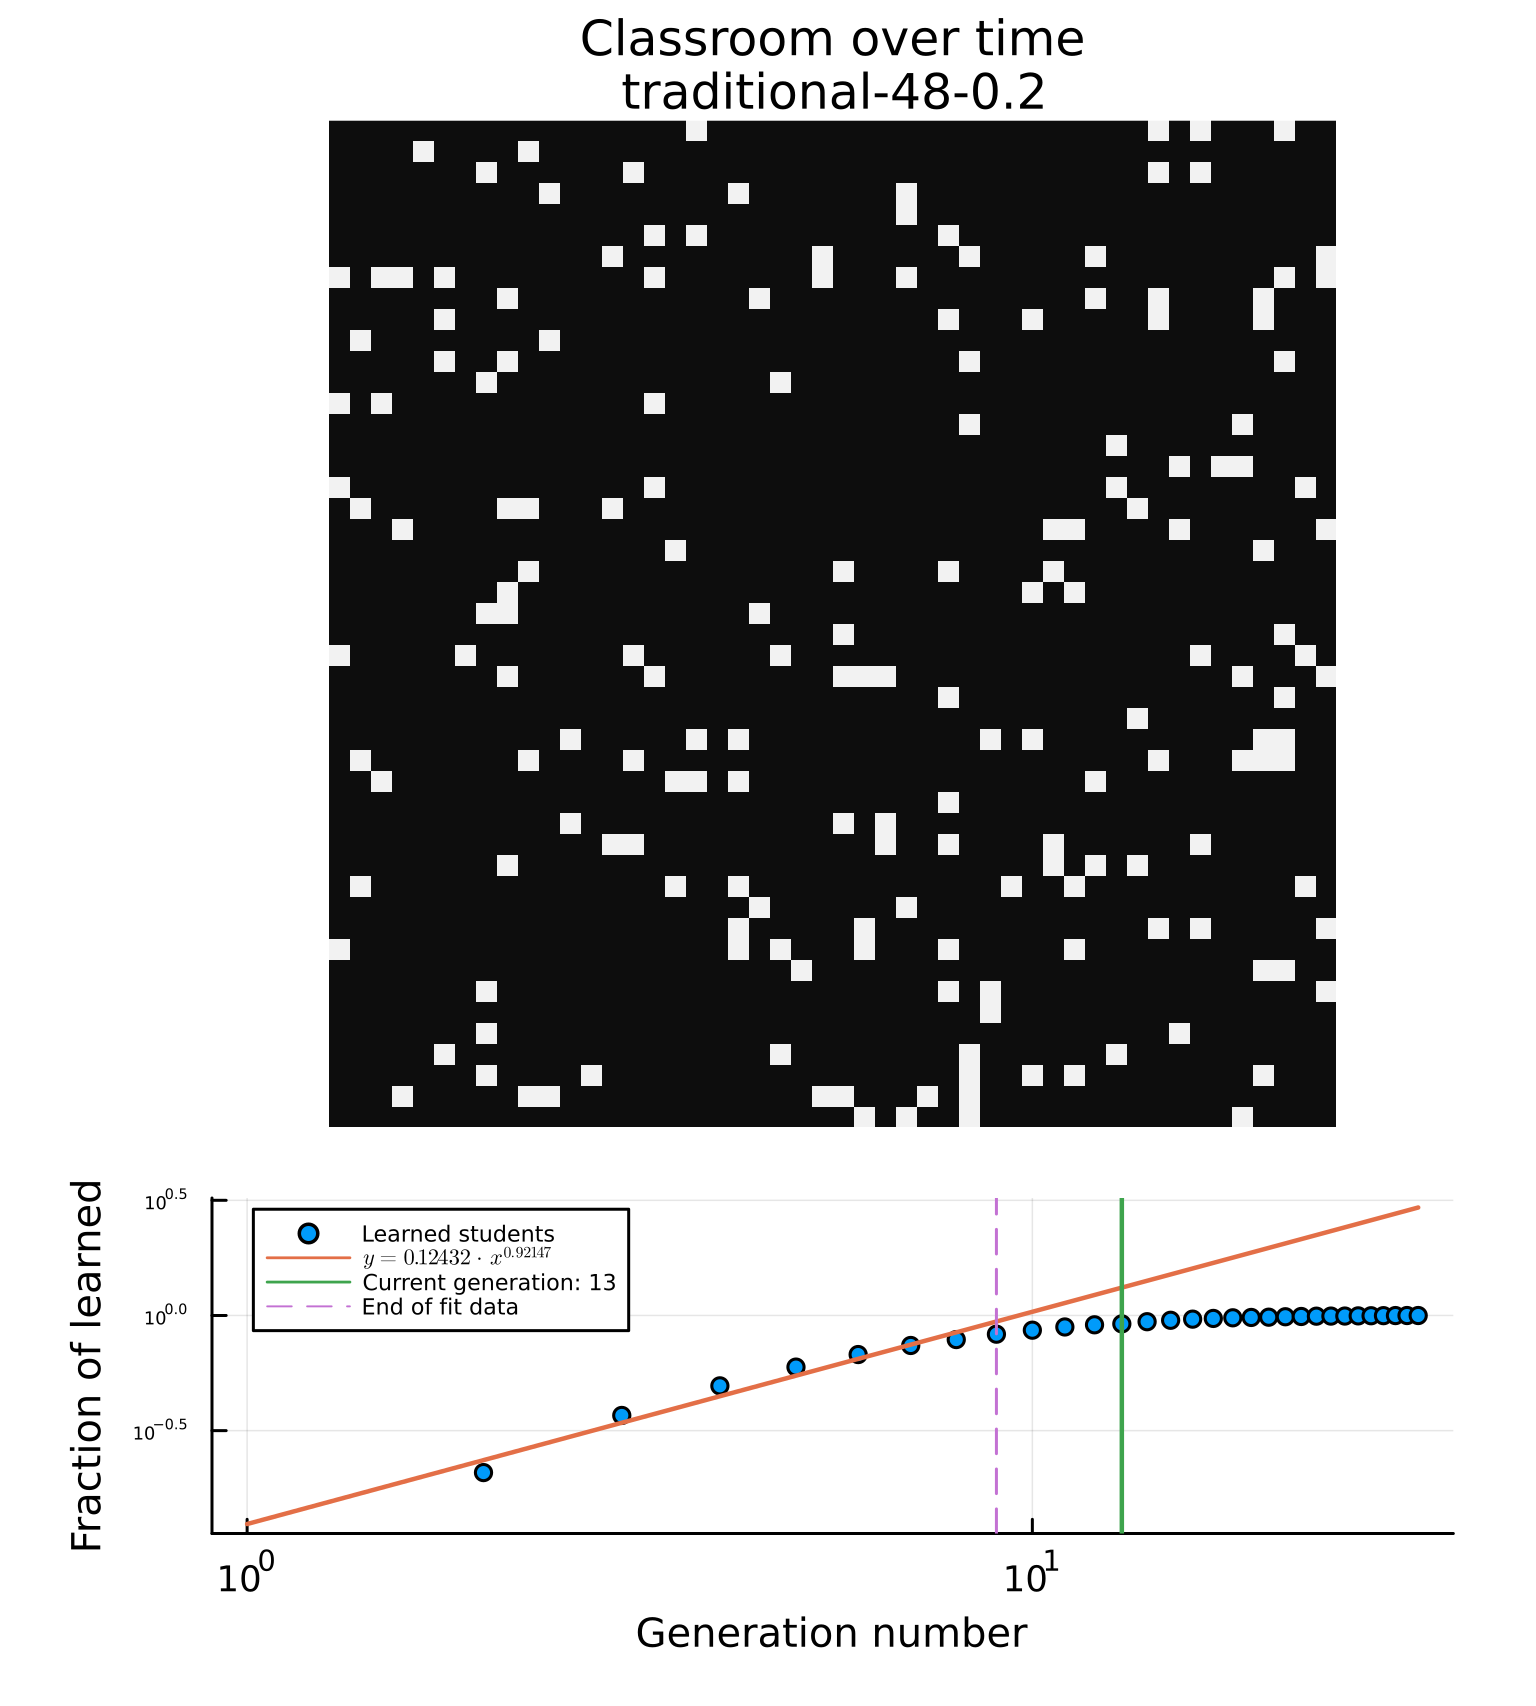 Classroom over time
traditional-48-0.2
Fraction of learned
10^0.5
10^0.0
10^−0.5
Learned students
y = 0.12432 · x^0.92147
Current generation: 13
End of fit data
10^0
10^1
Generation number